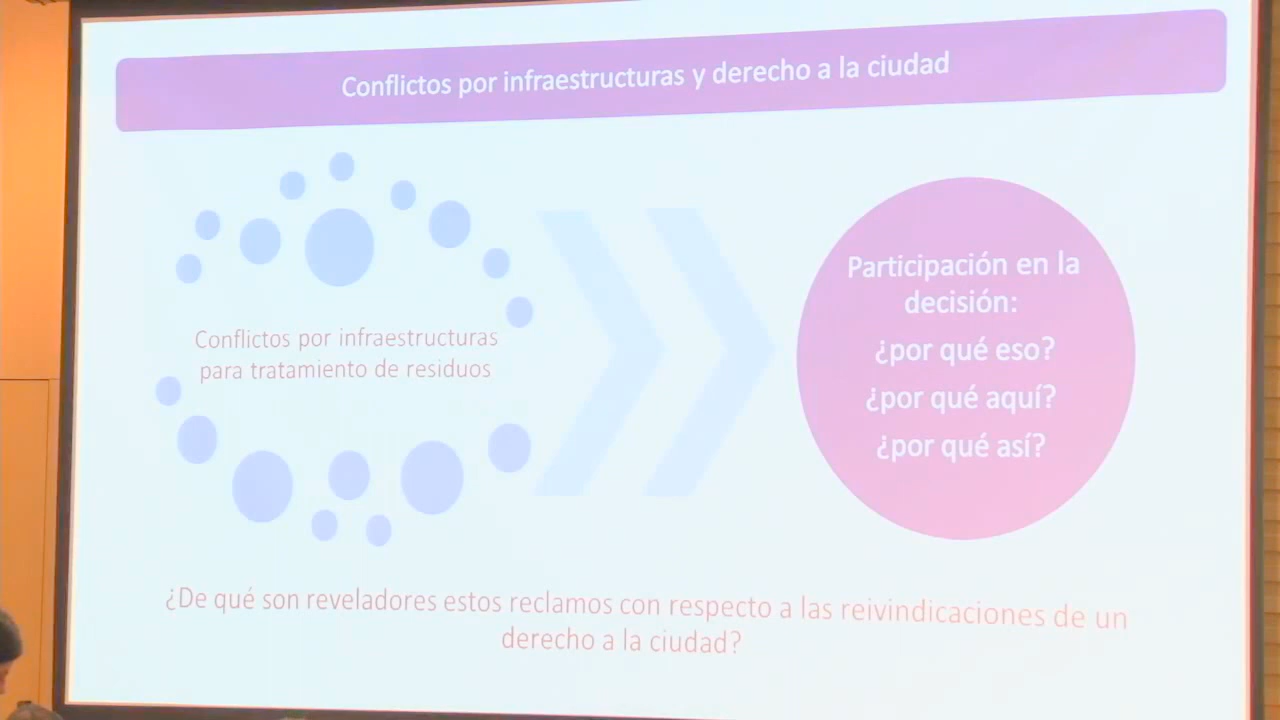 Conflictos por infraestructuras y derecho a la ciudad
Conflictos por infraestructuras
para tratamiento de residuos
Participación en la
decisión:
¿por qué eso?
¿por qué aquí?
¿por qué así?
¿De qué son reveladores estos reclamos con respecto a las reivindicaciones de un
derecho a la ciudad?